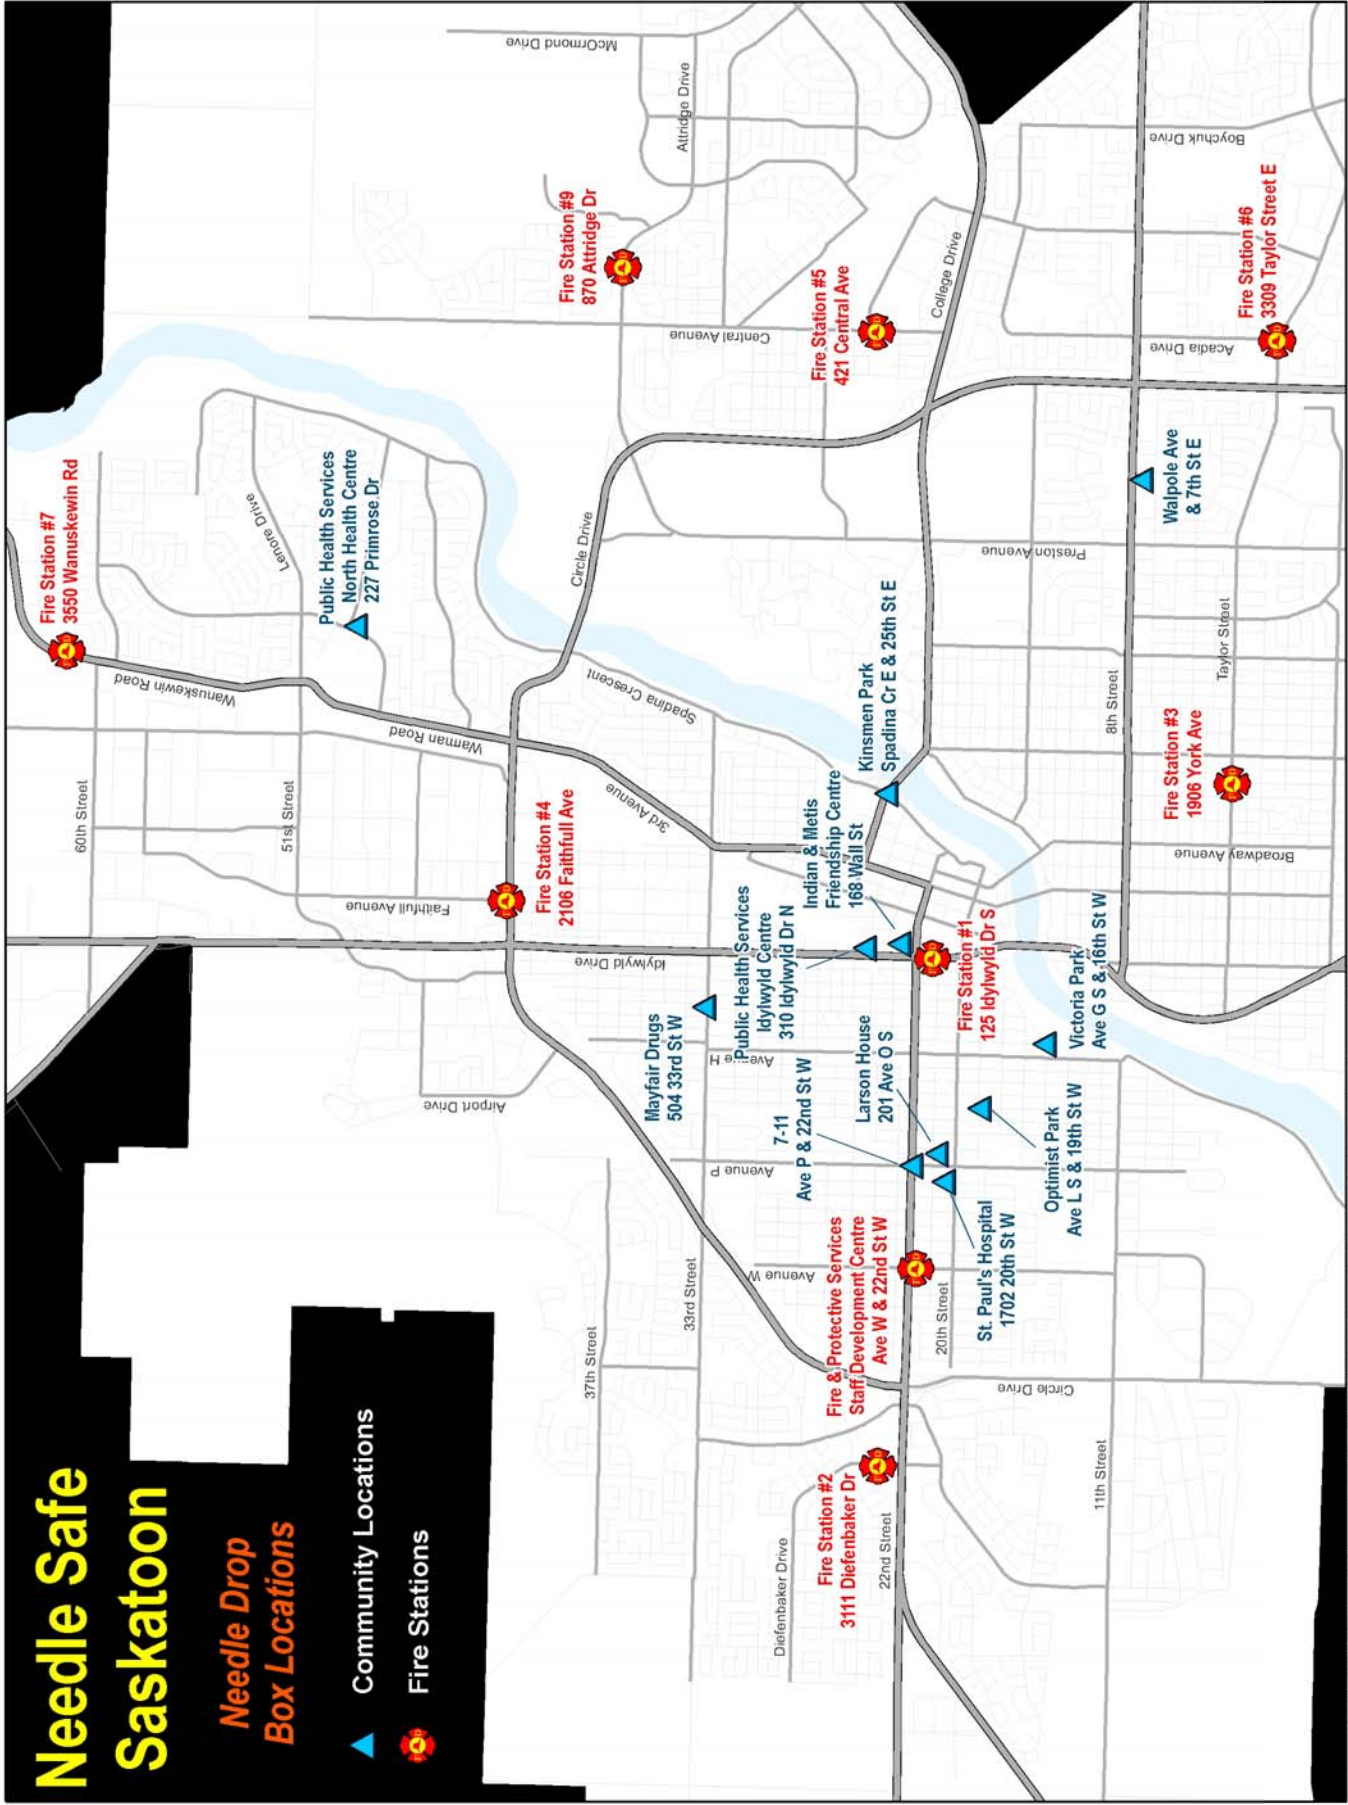 Needle Safe
Saskatoon
Needle Drop
Box Locations
Community Locations
Fire Stations
Fire Station #7
3550 Wanuskewin Rd
Wanuskewin Road
60th Street
Lenore Drive
Public Health Services
North Health Centre
227 Primrose Dr
51st Street
Warman Road
Faithfull Avenue
Fire Station #4
2106 Faithfull Ave
Airport Drive
Idylwyld Drive
3rd Avenue
Spadina Crescent
Circle Drive
McOrmond Drive
Attridge Drive
Fire Station #9
870 Attridge Dr
Central Avenue
Fire Station #5
421 Central Ave
College Drive
37th Street
33rd Street
Mayfair Drugs
504 33rd St W
Avenue H
Avenue P
Avenue W
Public Health Services
Idylwyld Centre
310 Idylwyld Dr N
Indian & Metis
Friendship Centre
168 Wall St
Kinsmen Park
Spadina Cr E & 25th St E
7-11
Ave P & 22nd St W
Larson House
201 Ave O S
Fire & Protective Services
Staff Development Centre
Ave W & 22nd St W
Diefenbaker Drive
Fire Station #2
3111 Diefenbaker Dr
22nd Street
20th Street
St. Paul's Hospital
1702 20th St W
Fire Station #1
125 Idylwyld Dr S
Optimist Park
Ave L S & 19th St W
Victoria Park
Ave G S & 16th St W
Circle Drive
11th Street
Preston Avenue
8th Street
Walpole Ave
& 7th St E
Acadia Drive
Boychuk Drive
Fire Station #3
1906 York Ave
Broadway Avenue
Taylor Street
Fire Station #6
3309 Taylor Street E